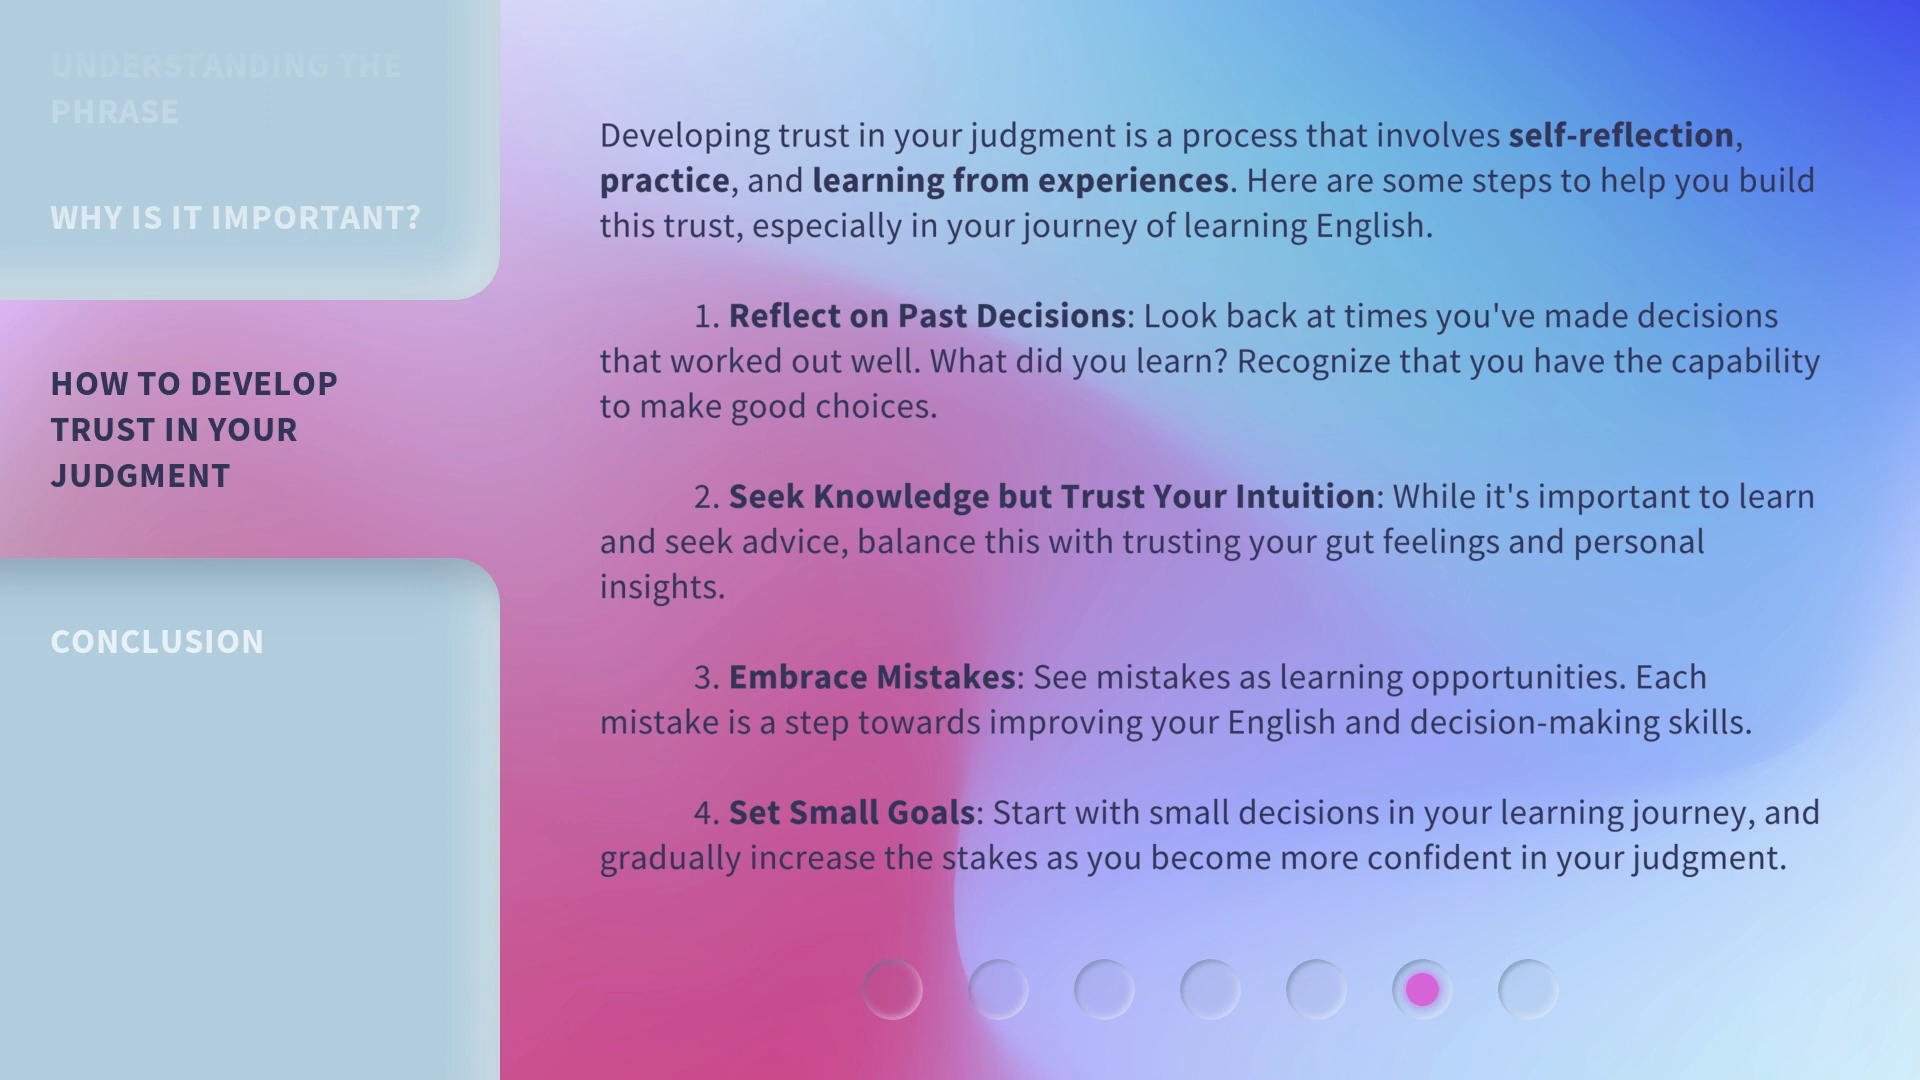 UNDERSTANDING THE
PHRASE
WHY IS IT IMPORTANT?
HOW TO DEVELOP
TRUST IN YOUR
JUDGMENT
CONCLUSION
Developing trust in your judgment is a process that involves self-reflection,
practice, and learning from experiences. Here are some steps to help you build
this trust, especially in your journey of learning English.
1. Reflect on Past Decisions: Look back at times you've made decisions
that worked out well. What did you learn? Recognize that you have the capability
to make good choices.
2. Seek Knowledge but Trust Your Intuition: While it's important to learn
and seek advice, balance this with trusting your gut feelings and personal
insights.
3. Embrace Mistakes: See mistakes as learning opportunities. Each
mistake is a step towards improving your English and decision-making skills.
4. Set Small Goals: Start with small decisions in your learning journey, and
gradually increase the stakes as you become more confident in your judgment.